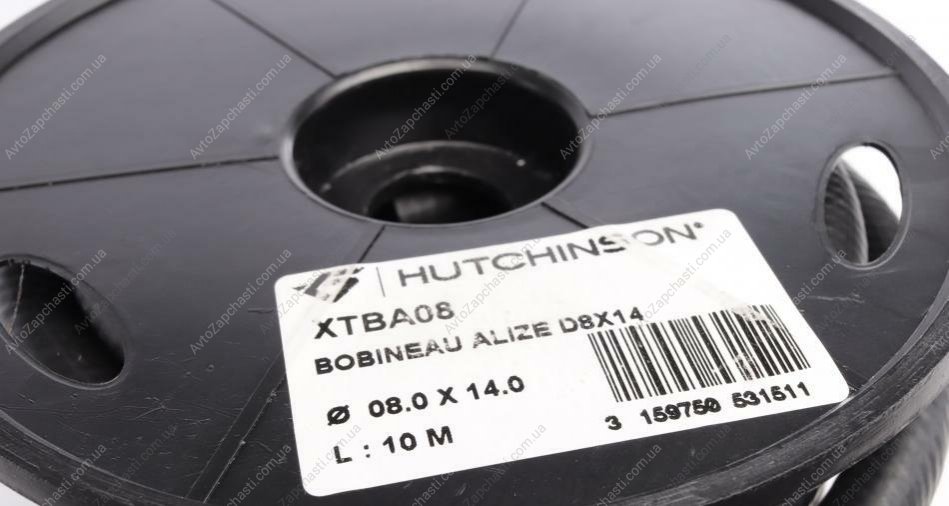 HUTCHINSON®
XTBA08
BOBINEAU ALIZE D8X14
Ø 08.0 X 14.0
L : 10 M
3 159750 531511
AvtoZapchasti.com.ua